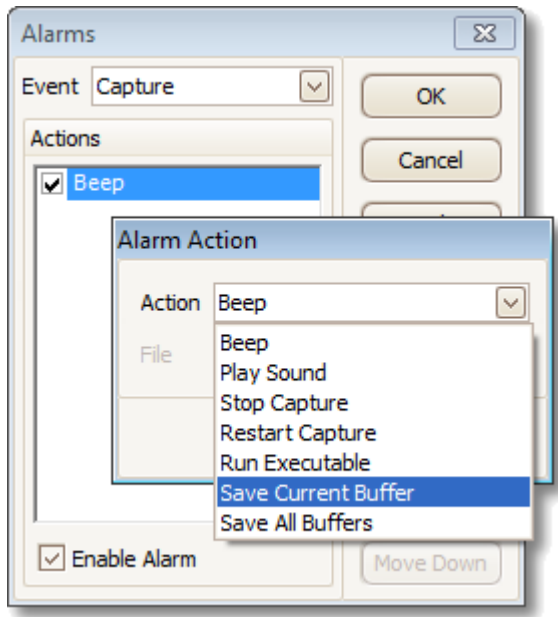 Alarms
Event Capture
OK
Actions
Cancel
Beep
Alarm Action
Action Beep
File
Beep
Play Sound
Stop Capture
Restart Capture
Run Executable
Save Current Buffer
Save All Buffers
Enable Alarm
Move Down